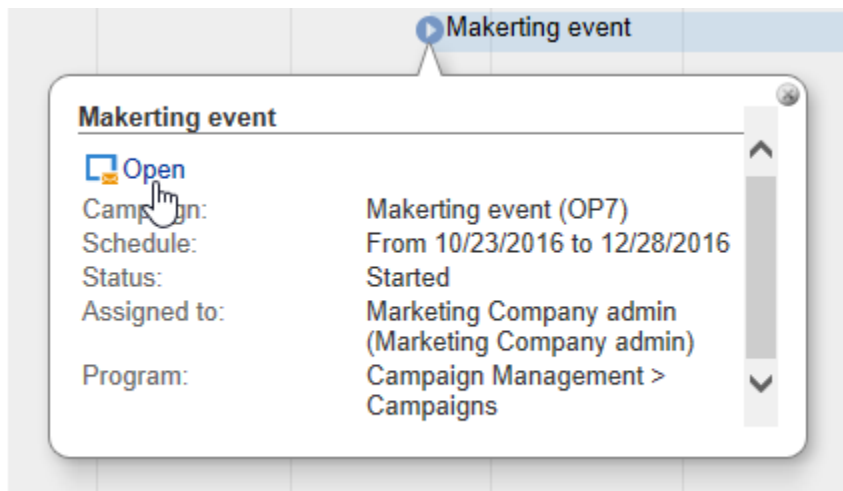 Makerting event
Makerting event
Open
Campaign: Makerting event (OP7)
Schedule: From 10/23/2016 to 12/28/2016
Status: Started
Assigned to: Marketing Company admin
(Marketing Company admin)
Program: Campaign Management >
Campaigns